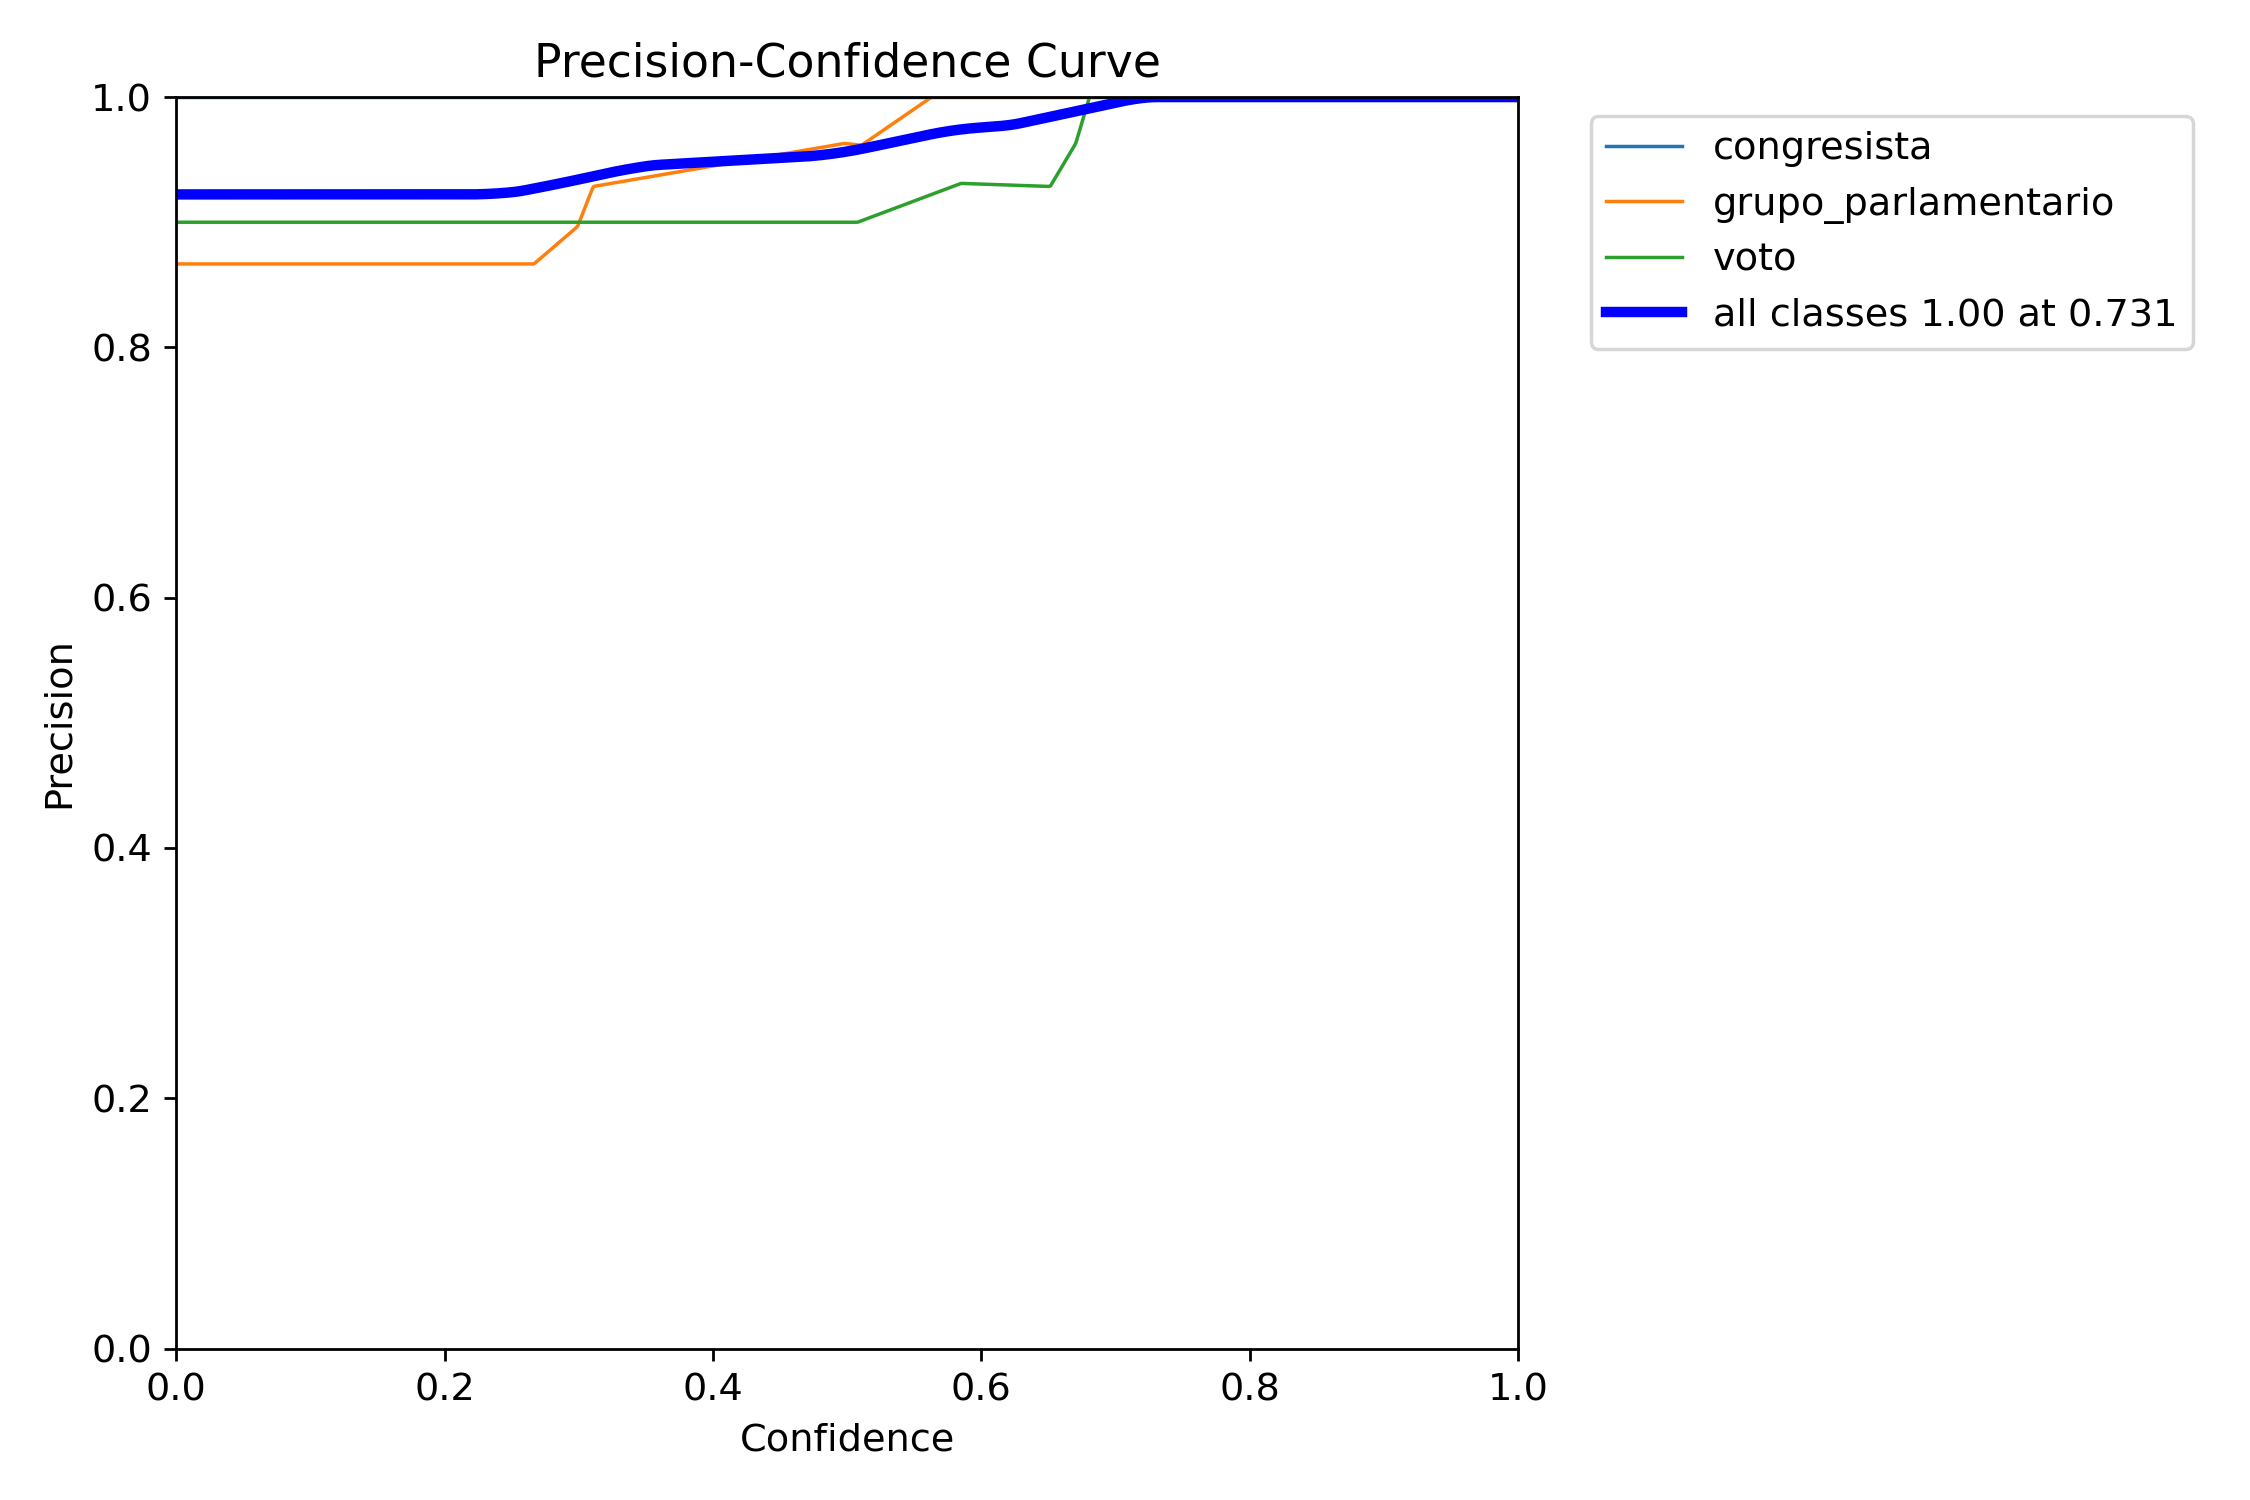 Precision-Confidence Curve
1.0
0.8
0.6
0.4
0.2
0.0
Precision
0.0 0.2 0.4 0.6 0.8 1.0
Confidence
congresista
grupo_parlamentario
voto
all classes 1.00 at 0.731